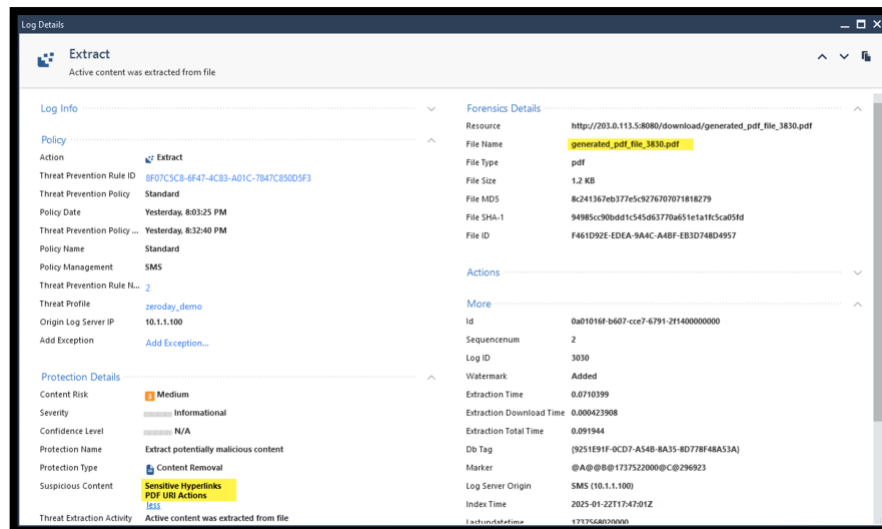 Log Details
Extract
Active content was extracted from file
Log Info
Policy
Action Extract
Threat Prevention Rule ID 8F07C5C8-6F47-4C83-A01C-7847C850D5F3
Threat Prevention Policy Standard
Policy Date Yesterday, 8:03:25 PM
Threat Prevention Policy ... Yesterday, 8:32:40 PM
Policy Name Standard
Policy Management SMS
Threat Prevention Rule N... 2
Threat Profile zeroday_demo
Origin Log Server IP 10.1.1.100
Add Exception Add Exception...
Protection Details
Content Risk 3 Medium
Severity Informational
Confidence Level N/A
Protection Name Extract potentially malicious content
Protection Type Content Removal
Suspicious Content Sensitive Hyperlinks
PDF URI Actions
less
Threat Extraction Activity Active content was extracted from file
Forensics Details
Resource http://203.0.113.5:8080/download/generated_pdf_file_3830.pdf
File Name generated_pdf_file_3830.pdf
File Type pdf
File Size 1.2 KB
File MD5 8c241367eb377e5c9276707071818279
File SHA-1 94985cc90bdd1c545d63770a651e1a1fc5ca05fd
File ID F461D92E-EDEA-9A4C-A4BF-EB3D748D4957
Actions
More
Id 0a01016f-b607-cce7-6791-2f1400000000
Sequencenum 2
Log ID 3030
Watermark Added
Extraction Time 0.0710399
Extraction Download Time 0.000423908
Extraction Total Time 0.091944
Db Tag {9251E91F-0CD7-A54B-8A35-8D778F48A53A}
Marker @A@@B@1737522000@C@296923
Log Server Origin SMS (10.1.1.100)
Index Time 2025-01-22T17:47:01Z
Lastupdatetime 1737568020000